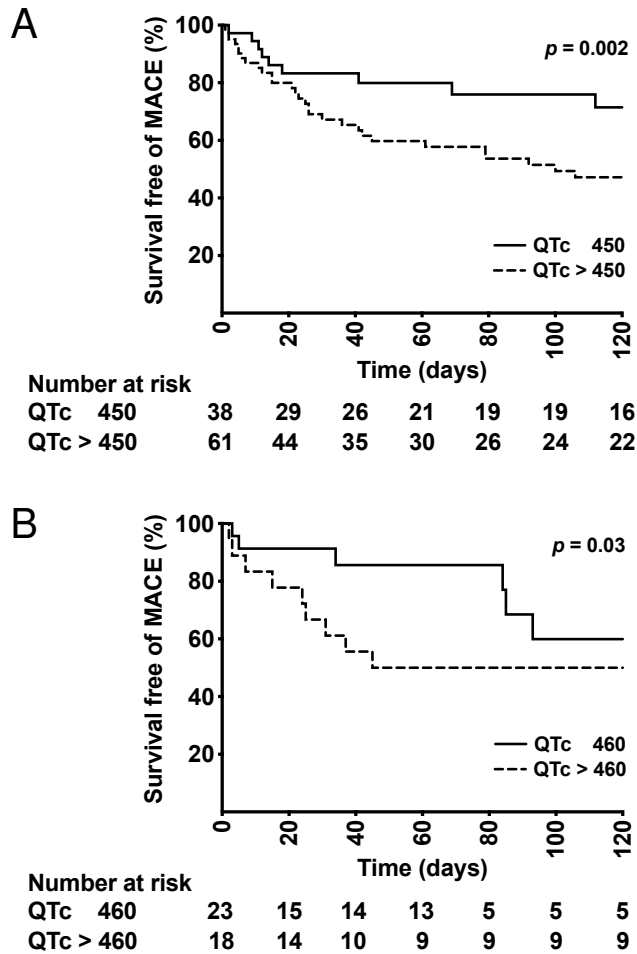 A
Survival free of MACE (%)
100
80
60
40
20
p = 0.002
QTc 450
QTc > 450
0
20
40
60
80
100
120
Time (days)
Number at risk
QTc 450 38 29 26 21 19 19 16
QTc > 450 61 44 35 30 26 24 22
B
Survival free of MACE (%)
100
80
60
40
20
p = 0.03
QTc 460
QTc > 460
0
20
40
60
80
100
120
Time (days)
Number at risk
QTc 460 23 15 14 13 5 5 5
QTc > 460 18 14 10 9 9 9 9